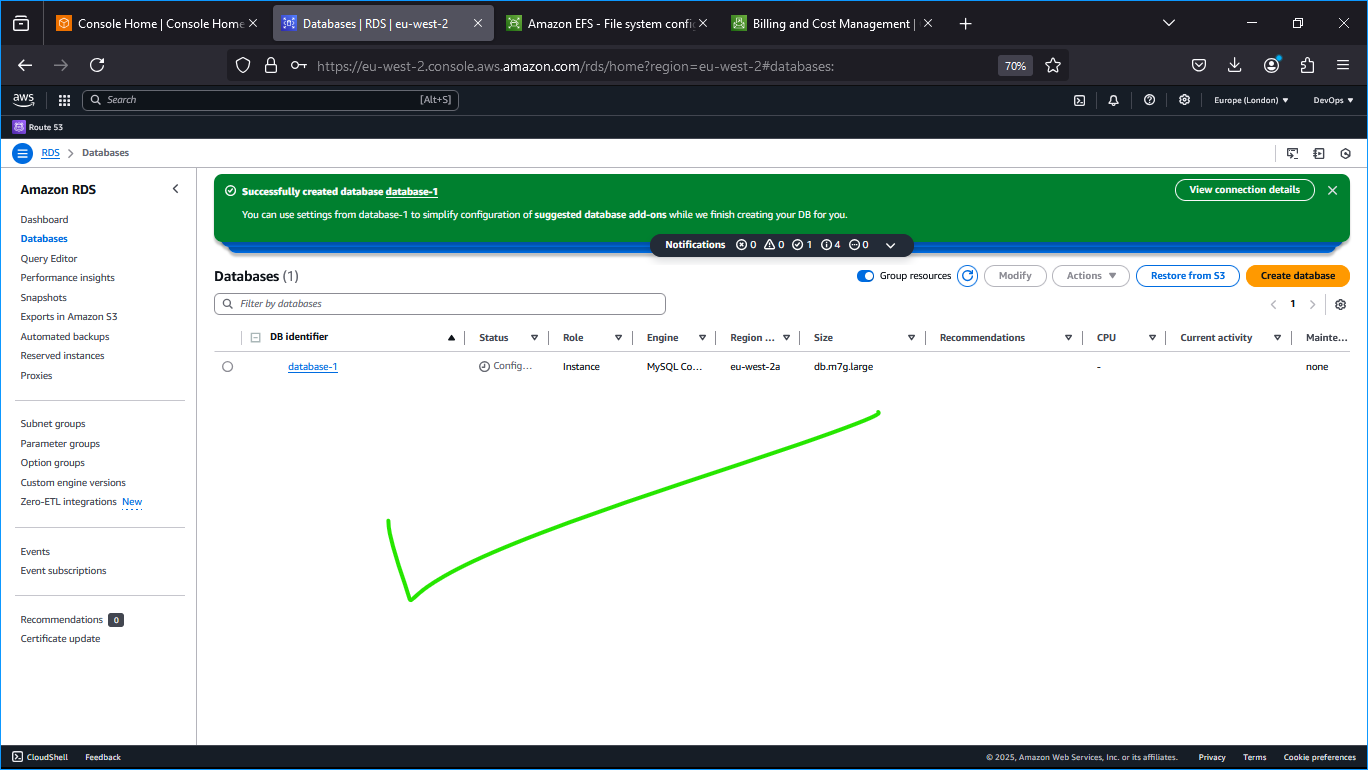 Console Home | Console Home
Databases | RDS | eu-west-2
Amazon EFS - File system config
Billing and Cost Management |
https://eu-west-2.console.aws.amazon.com/rds/home?region=eu-west-2#databases:
70%
aws
Search
[Alt+S]
Europe (London)
DevOps
Route 53
RDS
Databases
Amazon RDS
Dashboard
Databases
Query Editor
Performance insights
Snapshots
Exports in Amazon S3
Automated backups
Reserved instances
Proxies
Subnet groups
Parameter groups
Option groups
Custom engine versions
Zero-ETL integrations New
Events
Event subscriptions
Recommendations 0
Certificate update
Successfully created database database-1
You can use settings from database-1 to simplify configuration of suggested database add-ons while we finish creating your DB for you.
View connection details
Notifications 0 0 1 4 0
Databases (1)
Group resources
Modify
Actions
Restore from S3
Create database
Filter by databases
1
DB identifier Status Role Engine Region ... Size Recommendations CPU Current activity Mainte...
database-1 Config... Instance MySQL Co... eu-west-2a db.m7g.large - none
CloudShell Feedback © 2025, Amazon Web Services, Inc. or its affiliates. Privacy Terms Cookie preferences